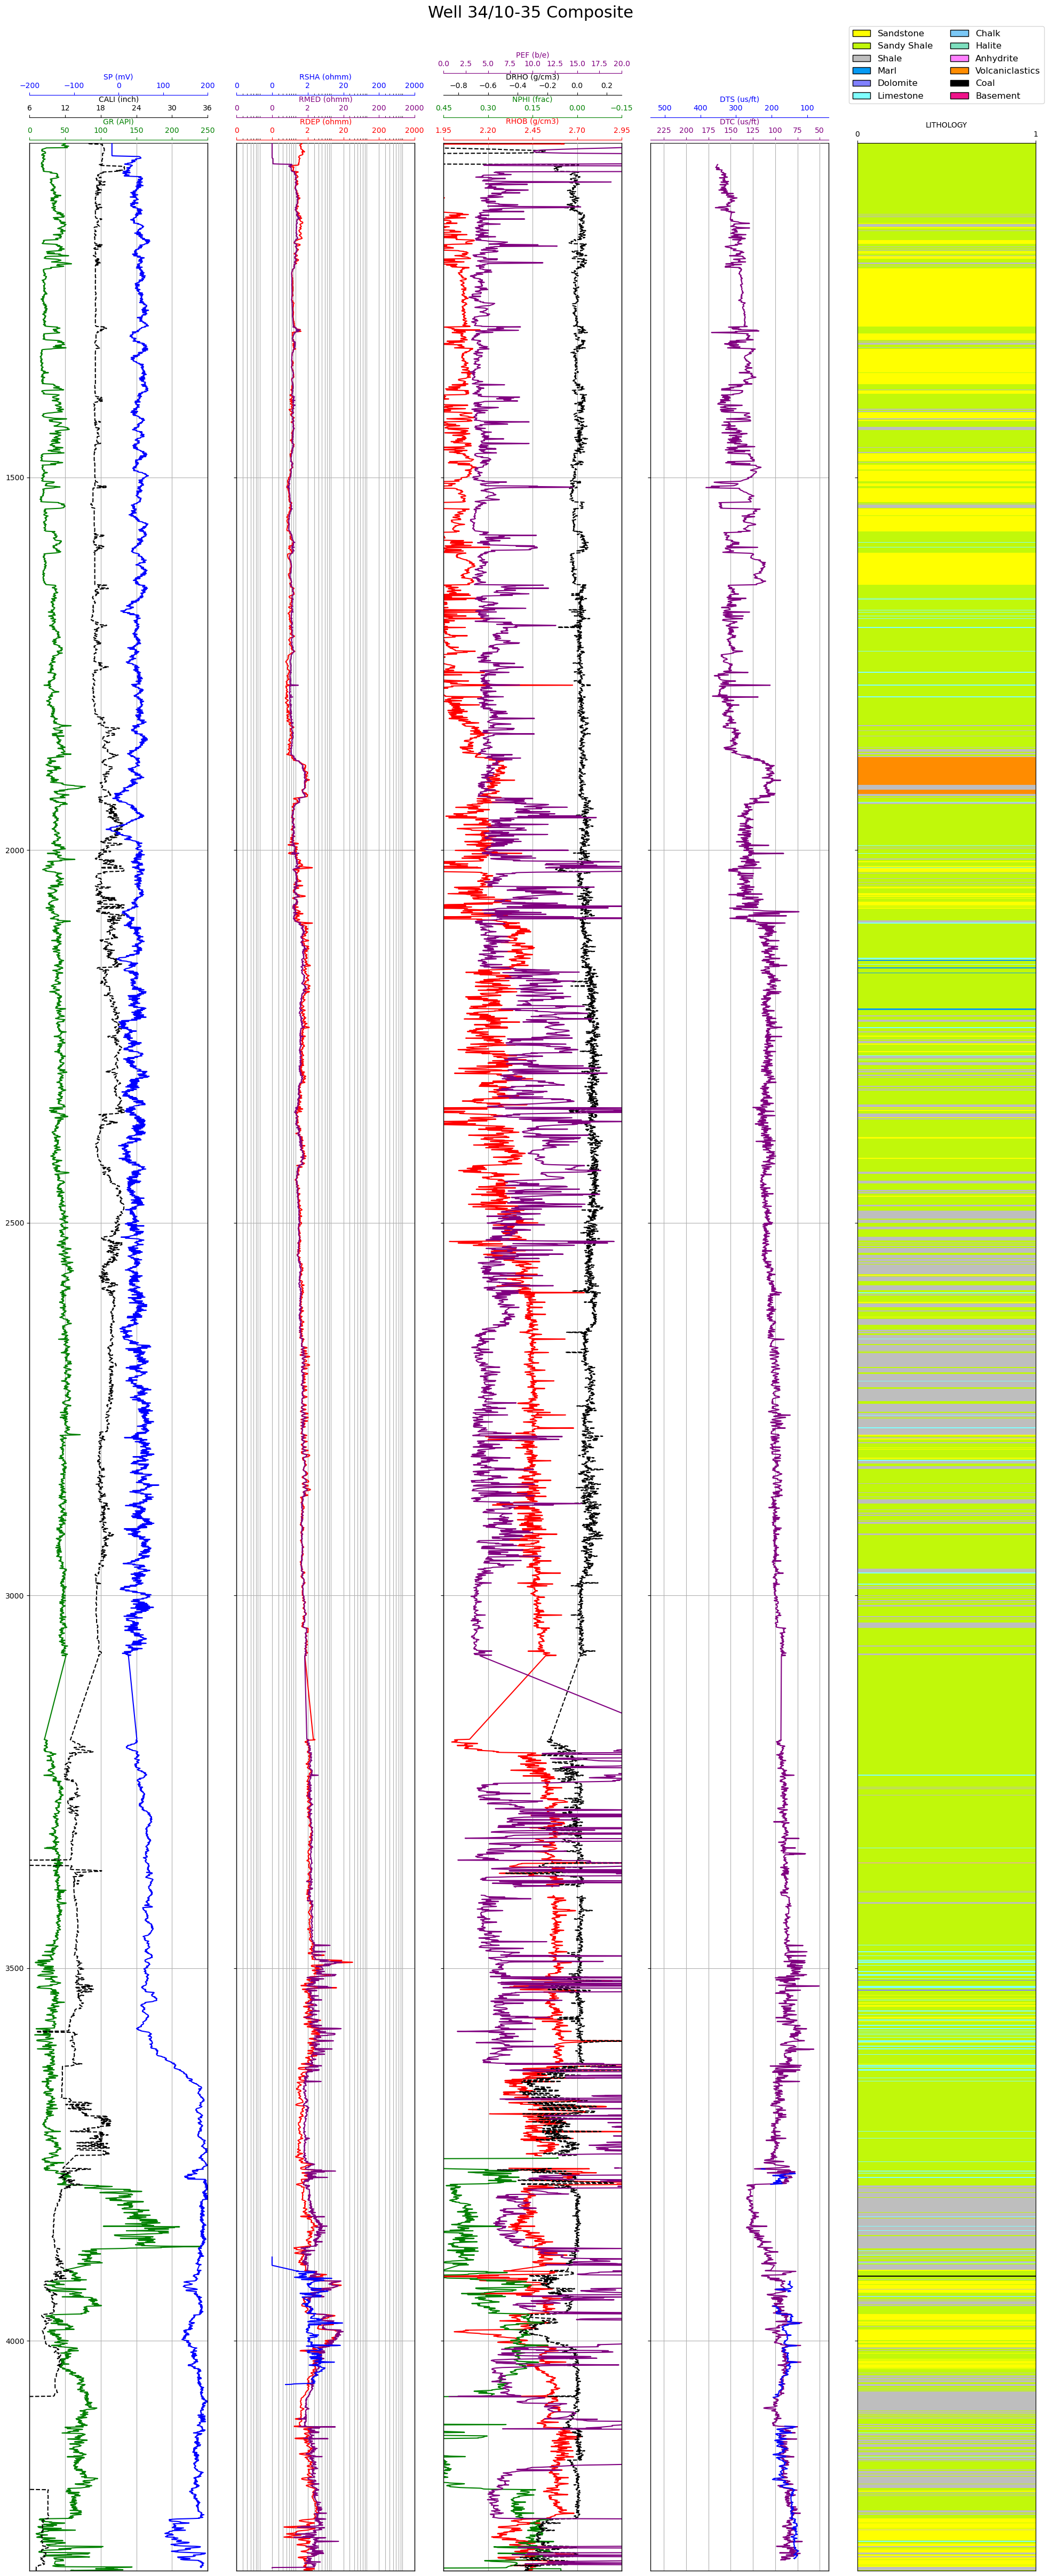 Well 34/10-35 Composite
Sandstone Chalk
Sandy Shale Halite
Shale Anhydrite
Marl Volcaniclastics
Dolomite Coal
Limestone Basement
PEF (b/e)
0.0 2.5 5.0 7.5 10.0 12.5 15.0 17.5 20.0
SP (mV) RSHA (ohmm) DRHO (g/cm3)
−200 −100 0 100 200 0 0 2 20 200 2000 −0.8 −0.6 −0.4 −0.2 0.0 0.2
CALI (inch) RMED (ohmm) NPHI (frac) DTS (us/ft)
6 12 18 24 30 36 0 0 2 20 200 2000 0.45 0.30 0.15 0.00 −0.15 500 400 300 200 100
GR (API) RDEP (ohmm) RHOB (g/cm3) DTC (us/ft) LITHOLOGY
0 50 100 150 200 250 0 0 2 20 200 2000 1.95 2.20 2.45 2.70 2.95 225 200 175 150 125 100 75 50 0 1
1500
2000
2500
3000
3500
4000